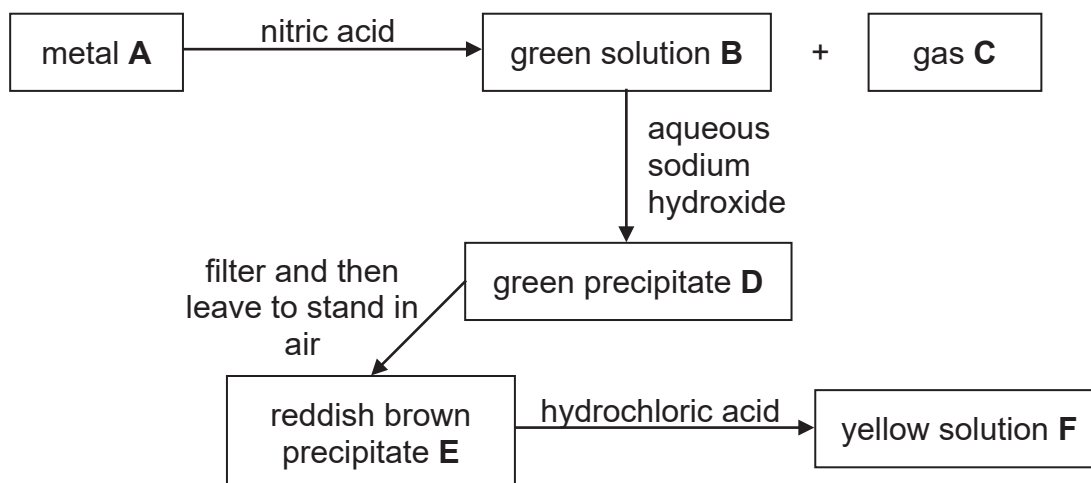 metal A
nitric acid
green solution B
+
gas C
aqueous
sodium
hydroxide
green precipitate D
filter and then
leave to stand in
air
reddish brown
precipitate E
hydrochloric acid
yellow solution F